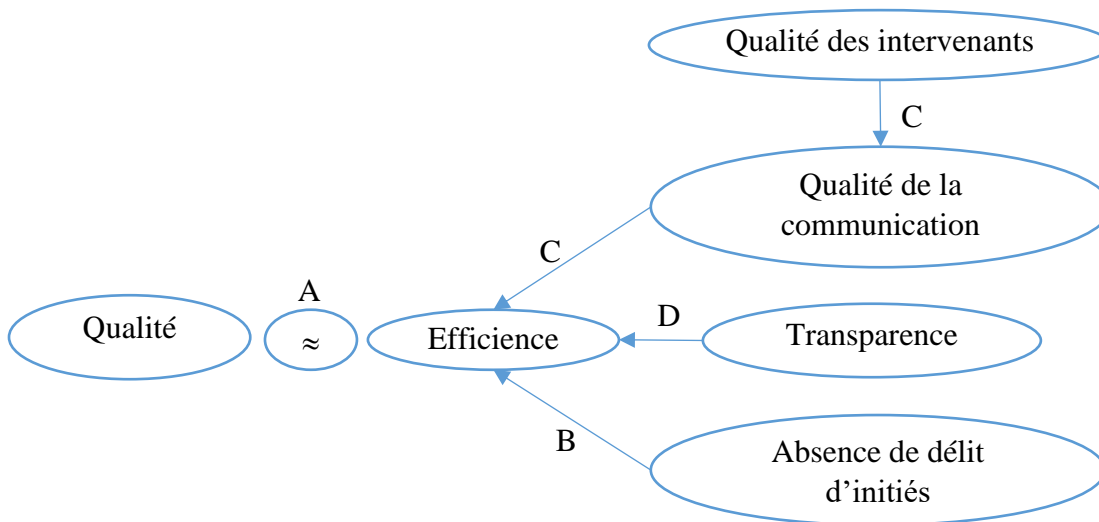 Qualité des intervenants
C
Qualité de la
communication
C
A
Qualité
≈
Efficience
D
Transparence
B
Absence de délit
d’initiés